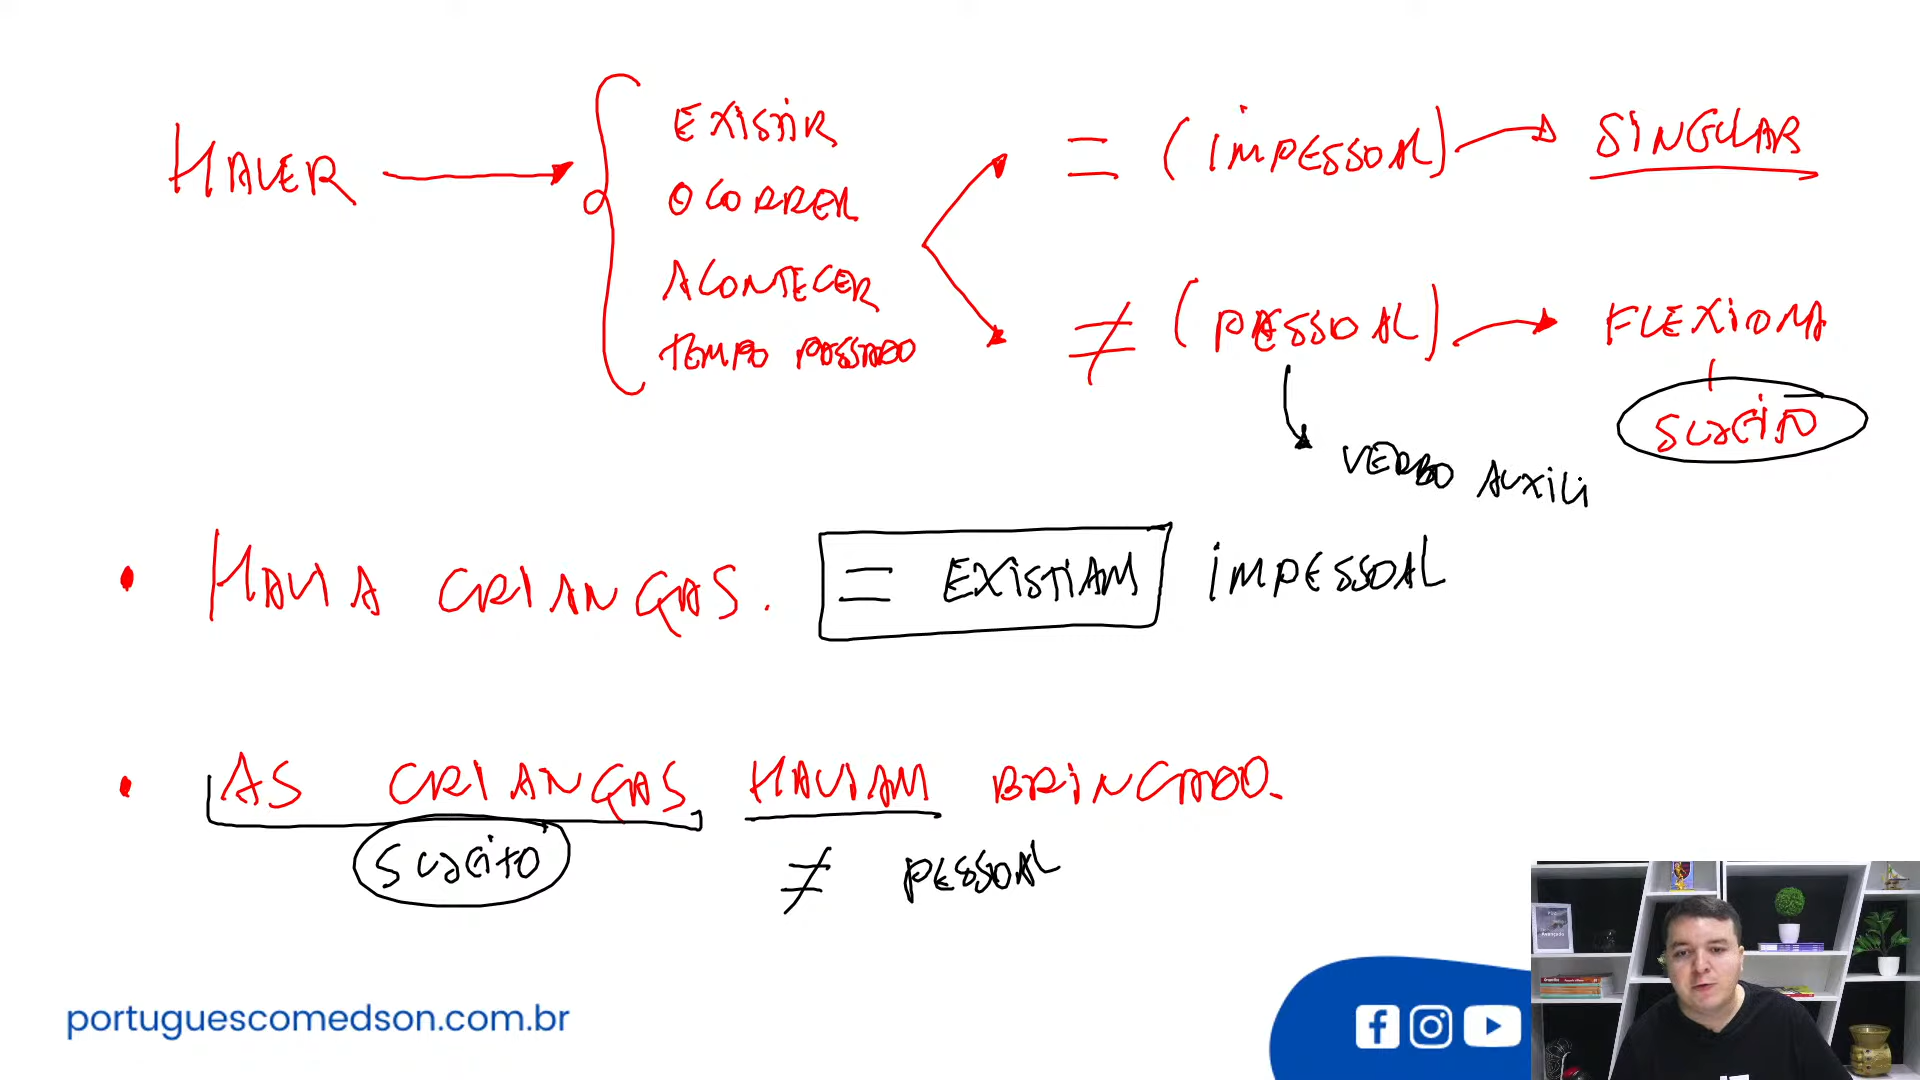 HAVER
EXISTIR
OCORRER
ACONTECER
TEMPO PASSADO
= (IMPESSOAL) SINGULAR
≠ (PESSOAL) FLEXIONA
SUJEITO
VERBO AUXILI
• HAVIA CRIANÇAS. = EXISTIAM IMPESSOAL
• AS CRIANÇAS HAVIAM BRINCADO.
SUJEITO ≠ PESSOAL
portuguescomedson.com.br